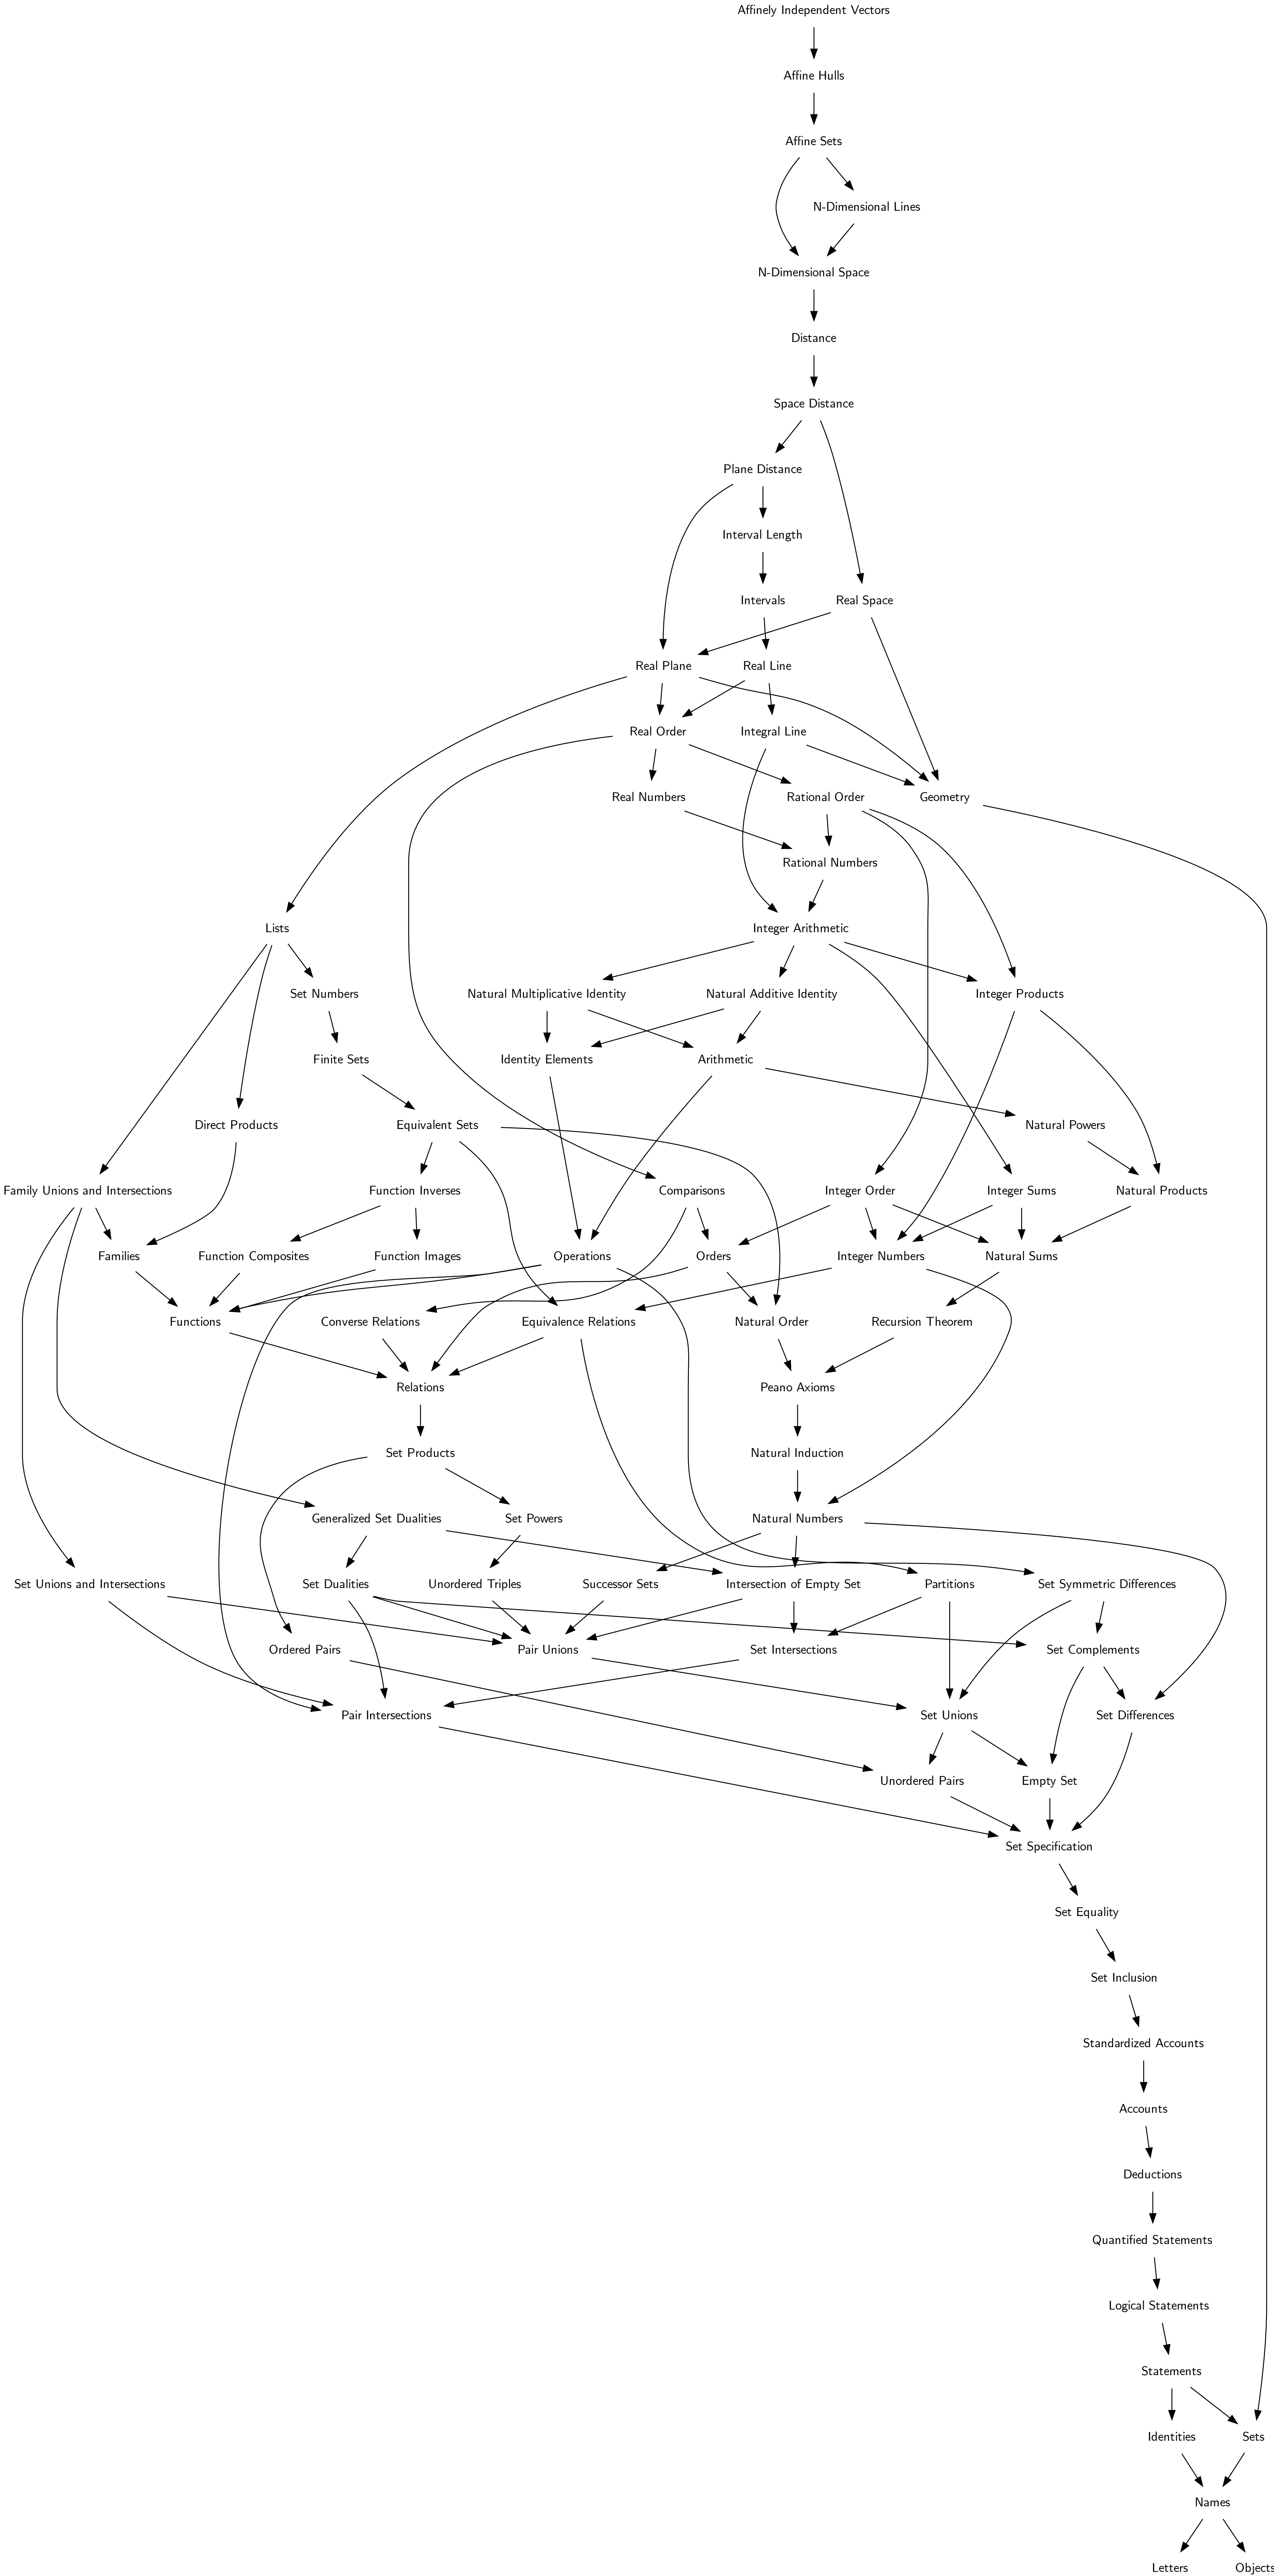 Affinely Independent Vectors
Affine Hulls
Affine Sets
N-Dimensional Lines
N-Dimensional Space
Distance
Space Distance
Plane Distance
Interval Length
Intervals
Real Space
Real Plane
Real Line
Real Order
Integral Line
Real Numbers
Rational Order
Geometry
Rational Numbers
Lists
Integer Arithmetic
Set Numbers
Natural Multiplicative Identity
Natural Additive Identity
Integer Products
Finite Sets
Identity Elements
Arithmetic
Direct Products
Equivalent Sets
Natural Powers
Family Unions and Intersections
Function Inverses
Comparisons
Integer Order
Integer Sums
Natural Products
Families
Function Composites
Function Images
Operations
Orders
Integer Numbers
Natural Sums
Functions
Converse Relations
Equivalence Relations
Natural Order
Recursion Theorem
Relations
Peano Axioms
Set Products
Natural Induction
Generalized Set Dualities
Set Powers
Natural Numbers
Set Unions and Intersections
Set Dualities
Unordered Triples
Successor Sets
Intersection of Empty Set
Partitions
Set Symmetric Differences
Ordered Pairs
Pair Unions
Set Intersections
Set Complements
Pair Intersections
Set Unions
Set Differences
Unordered Pairs
Empty Set
Set Specification
Set Equality
Set Inclusion
Standardized Accounts
Accounts
Deductions
Quantified Statements
Logical Statements
Statements
Identities
Sets
Names
Letters
Objects